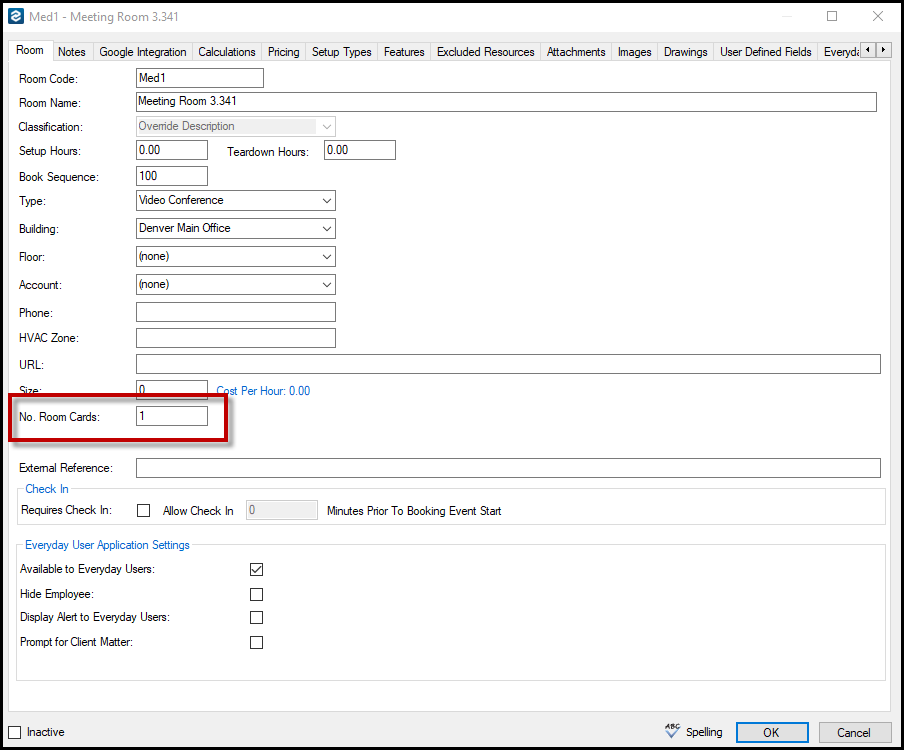 Med1 - Meeting Room 3.341
Room Notes Google Integration Calculations Pricing Setup Types Features Excluded Resources Attachments Images Drawings User Defined Fields Everyda
Room Code: Med1
Room Name: Meeting Room 3.341
Classification: Override Description
Setup Hours: 0.00 Teardown Hours: 0.00
Book Sequence: 100
Type: Video Conference
Building: Denver Main Office
Floor: (none)
Account: (none)
Phone:
HVAC Zone:
URL:
Size: 0 Cost Per Hour: 0.00
No. Room Cards: 1
External Reference:
Check In
Requires Check In: Allow Check In 0 Minutes Prior To Booking Event Start
Everyday User Application Settings
Available to Everyday Users:
Hide Employee:
Display Alert to Everyday Users:
Prompt for Client Matter:
Inactive ABC Spelling OK Cancel